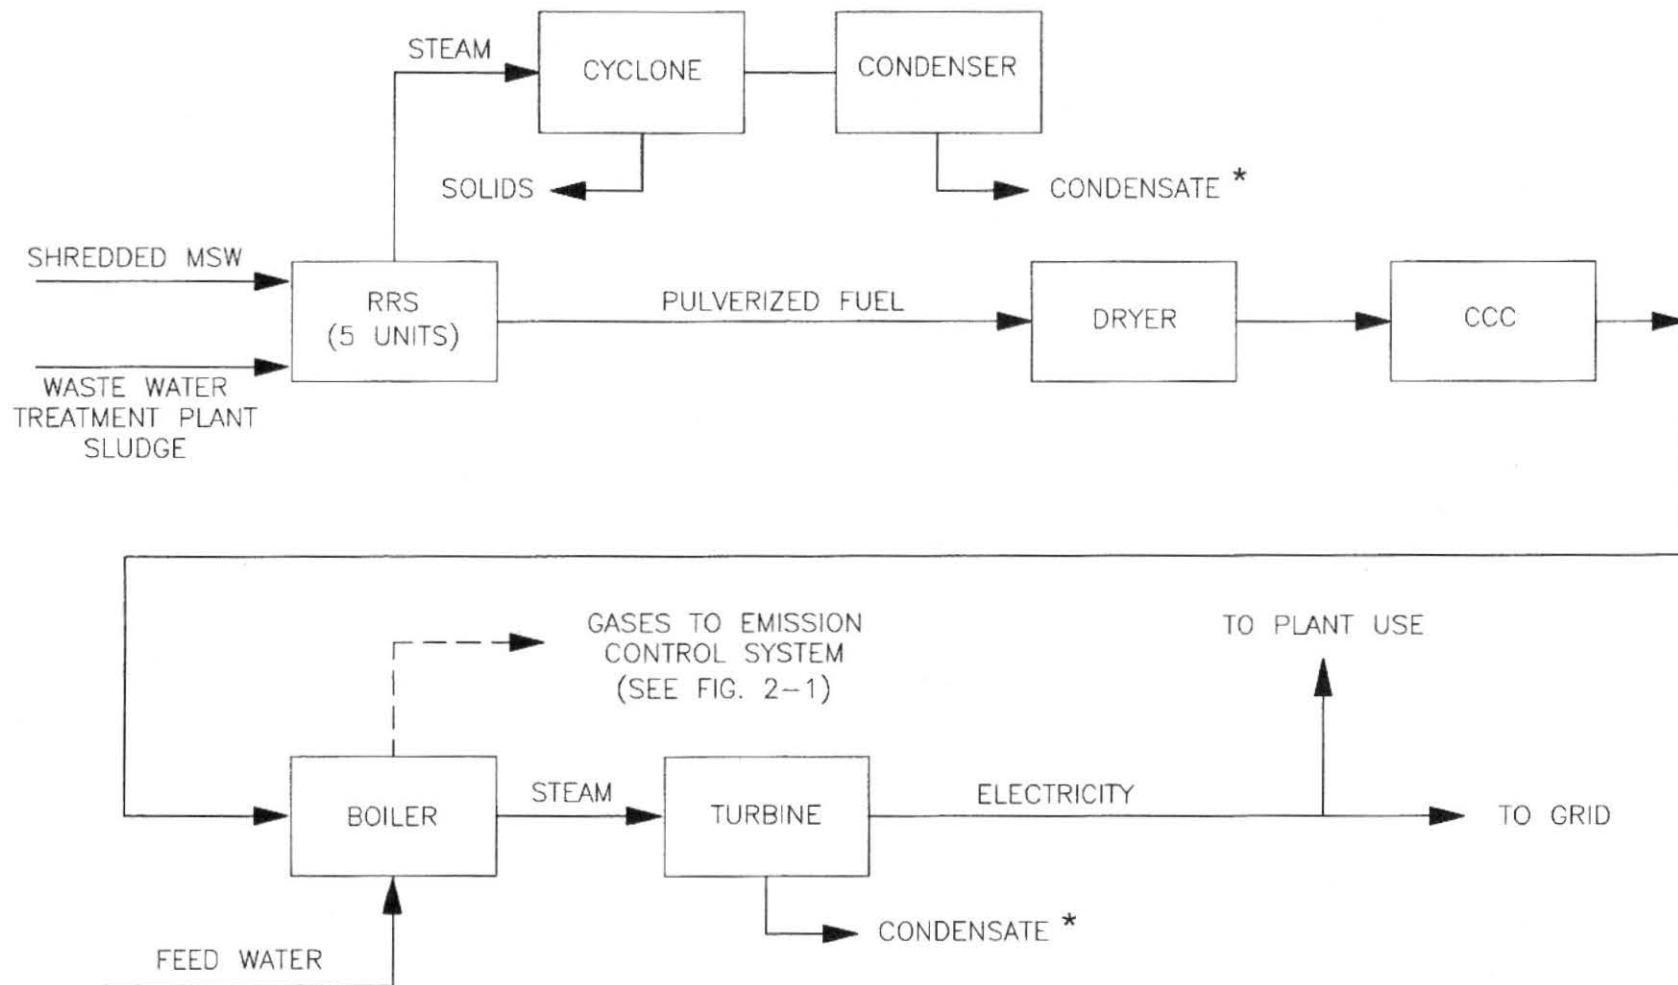 STEAM
CYCLONE
CONDENSER
SOLIDS
CONDENSATE *
SHREDDED MSW
RRS
(5 UNITS)
PULVERIZED FUEL
DRYER
CCC
WASTE WATER
TREATMENT PLANT
SLUDGE
GASES TO EMISSION
CONTROL SYSTEM
(SEE FIG. 2-1)
TO PLANT USE
BOILER
STEAM
TURBINE
ELECTRICITY
TO GRID
CONDENSATE *
FEED WATER